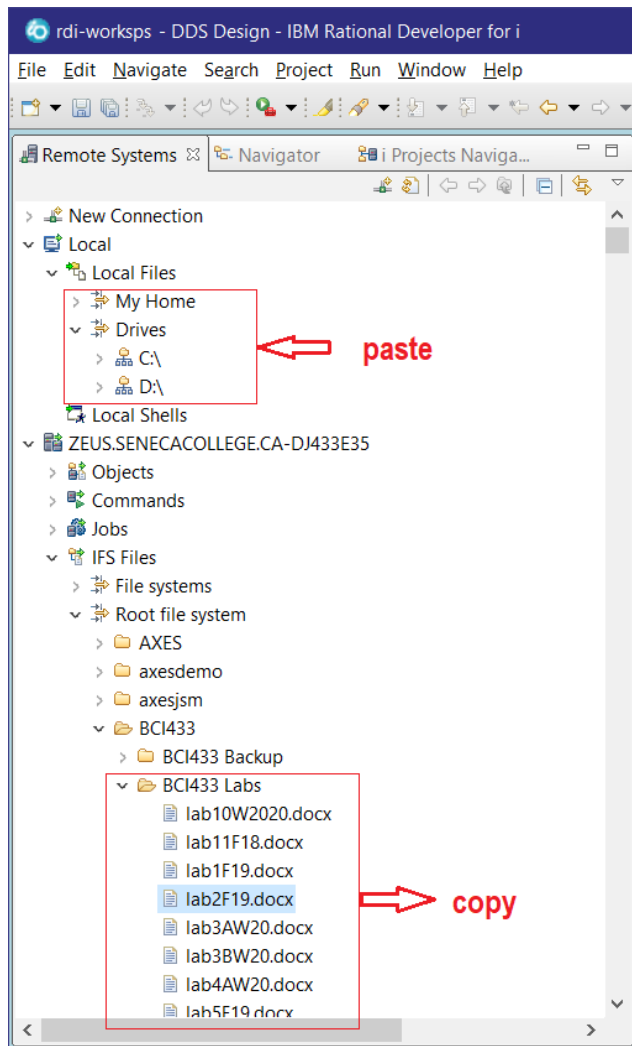 rdi-worksps - DDS Design - IBM Rational Developer for i
File Edit Navigate Search Project Run Window Help
Remote Systems Navigator i Projects Naviga...
New Connection
Local
Local Files
My Home
Drives
paste
C:\
D:\
Local Shells
ZEUS.SENECACOLLEGE.CA-DJ433E35
Objects
Commands
Jobs
IFS Files
File systems
Root file system
AXES
axesdemo
axesjsm
BCI433
BCI433 Backup
BCI433 Labs
lab10W2020.docx
lab11F18.docx
lab1F19.docx
lab2F19.docx
copy
lab3AW20.docx
lab3BW20.docx
lab4AW20.docx
lab5F19.docx